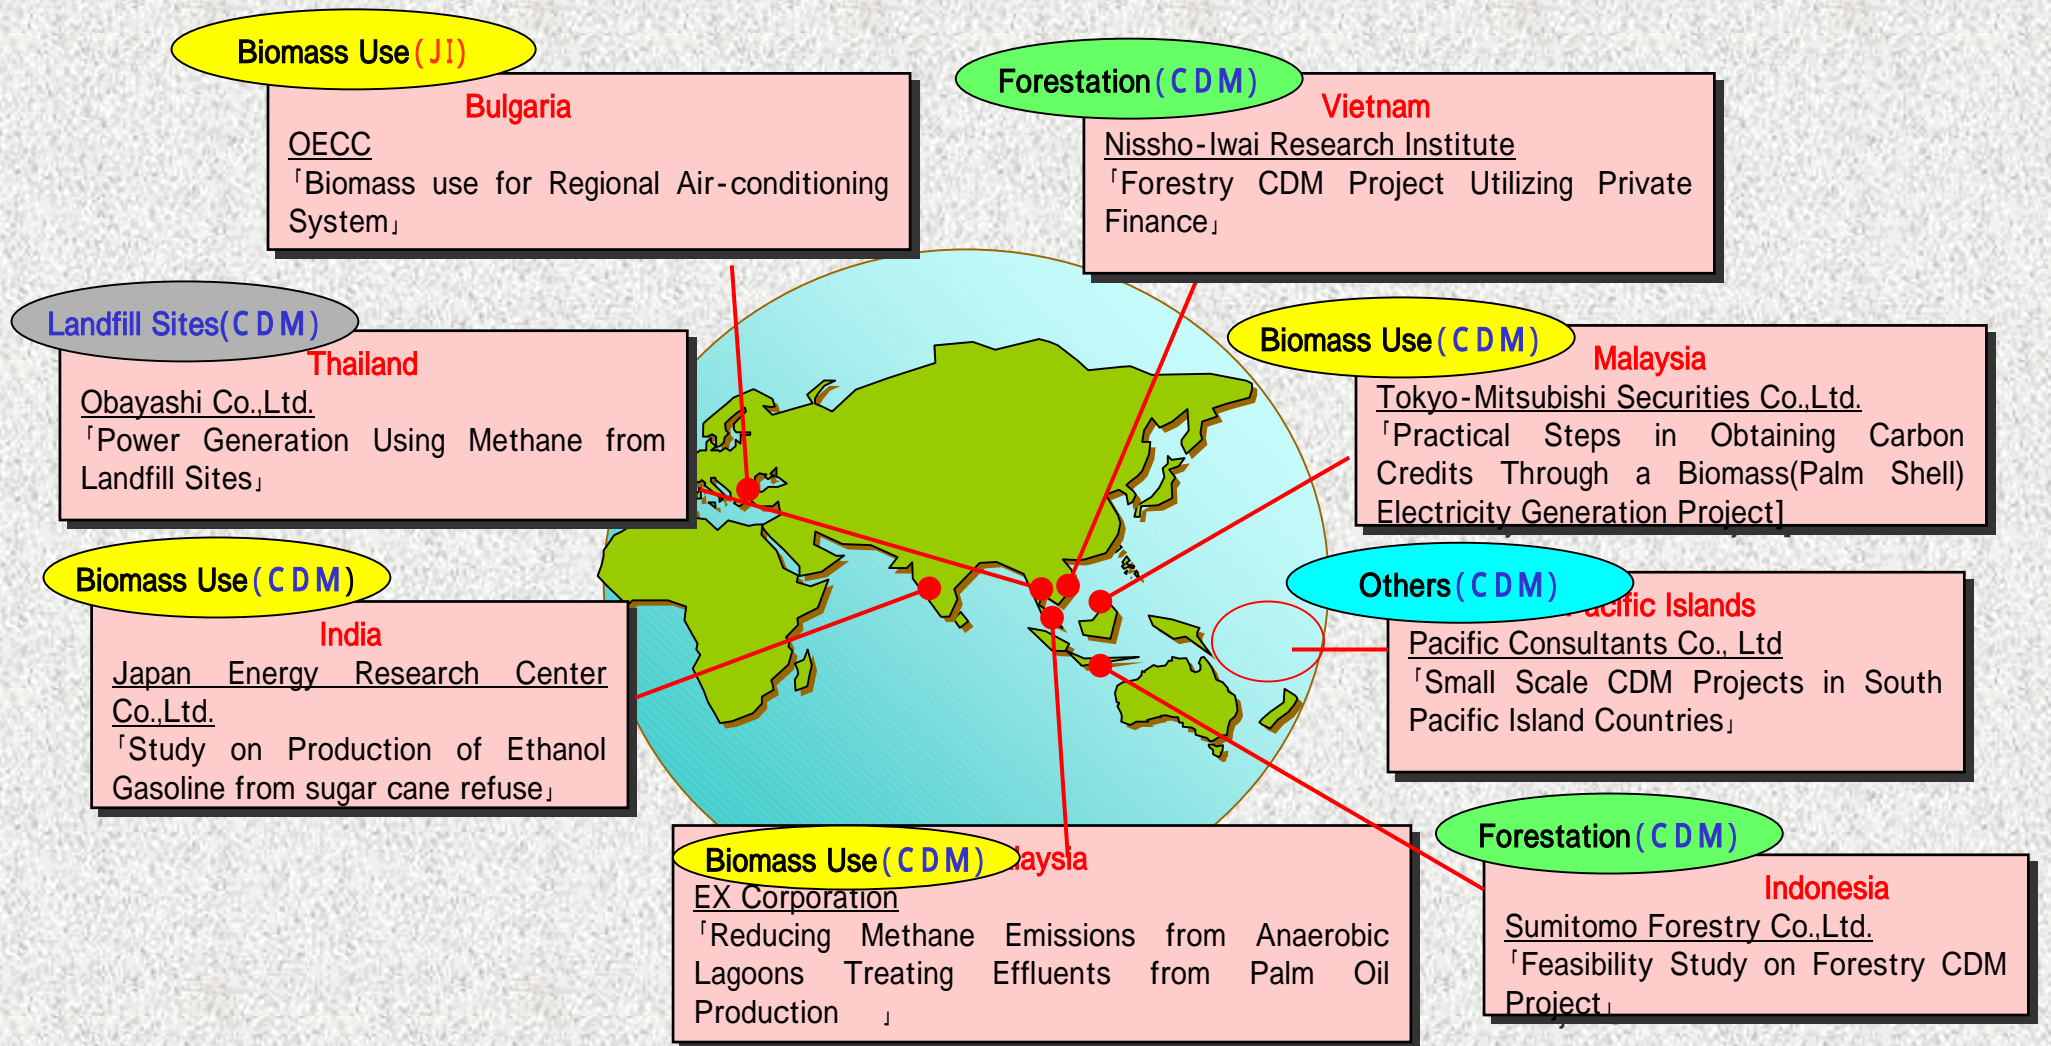 Biomass Use(JI)
Bulgaria
OECC
「Biomass use for Regional Air-conditioning
System」
Forestation(CDM)
Vietnam
Nissho-Iwai Research Institute
「Forestry CDM Project Utilizing Private
Finance」
Landfill Sites(CDM)
Thailand
Obayashi Co.,Ltd.
「Power Generation Using Methane from
Landfill Sites」
Biomass Use(CDM)
Malaysia
Tokyo-Mitsubishi Securities Co.,Ltd.
「Practical Steps in Obtaining Carbon
Credits Through a Biomass(Palm Shell)
Electricity Generation Project]
Biomass Use(CDM)
India
Japan Energy Research Center
Co.,Ltd.
「Study on Production of Ethanol
Gasoline from sugar cane refuse」
Others(CDM)
Islands
Pacific Consultants Co., Ltd
「Small Scale CDM Projects in South
Pacific Island Countries」
Biomass Use(CDM)
EX Corporation
「Reducing Methane Emissions from Anaerobic
Lagoons Treating Effluents from Palm Oil
Production 」
Forestation(CDM)
Indonesia
Sumitomo Forestry Co.,Ltd.
「Feasibility Study on Forestry CDM
Project」